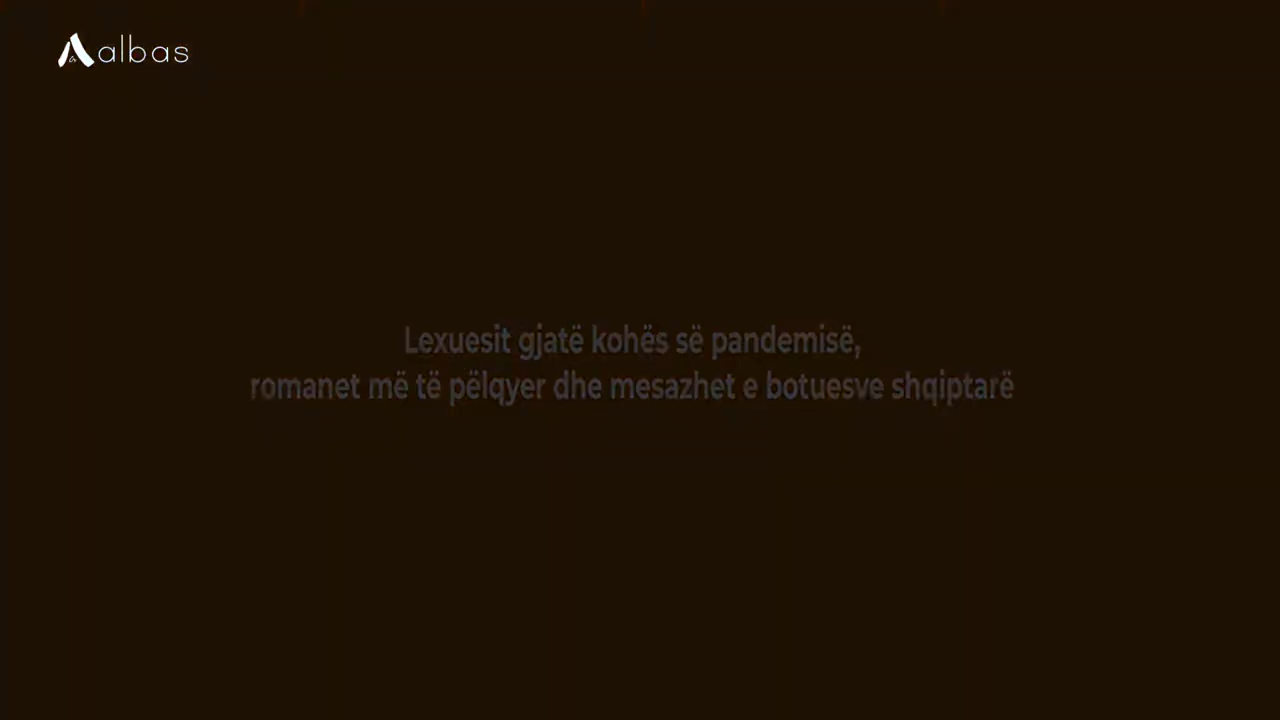 albas
Lexuesit gjatë kohës së pandemisë,
romanet më të pëlqyer dhe mesazhet e botuesve shqiptarë